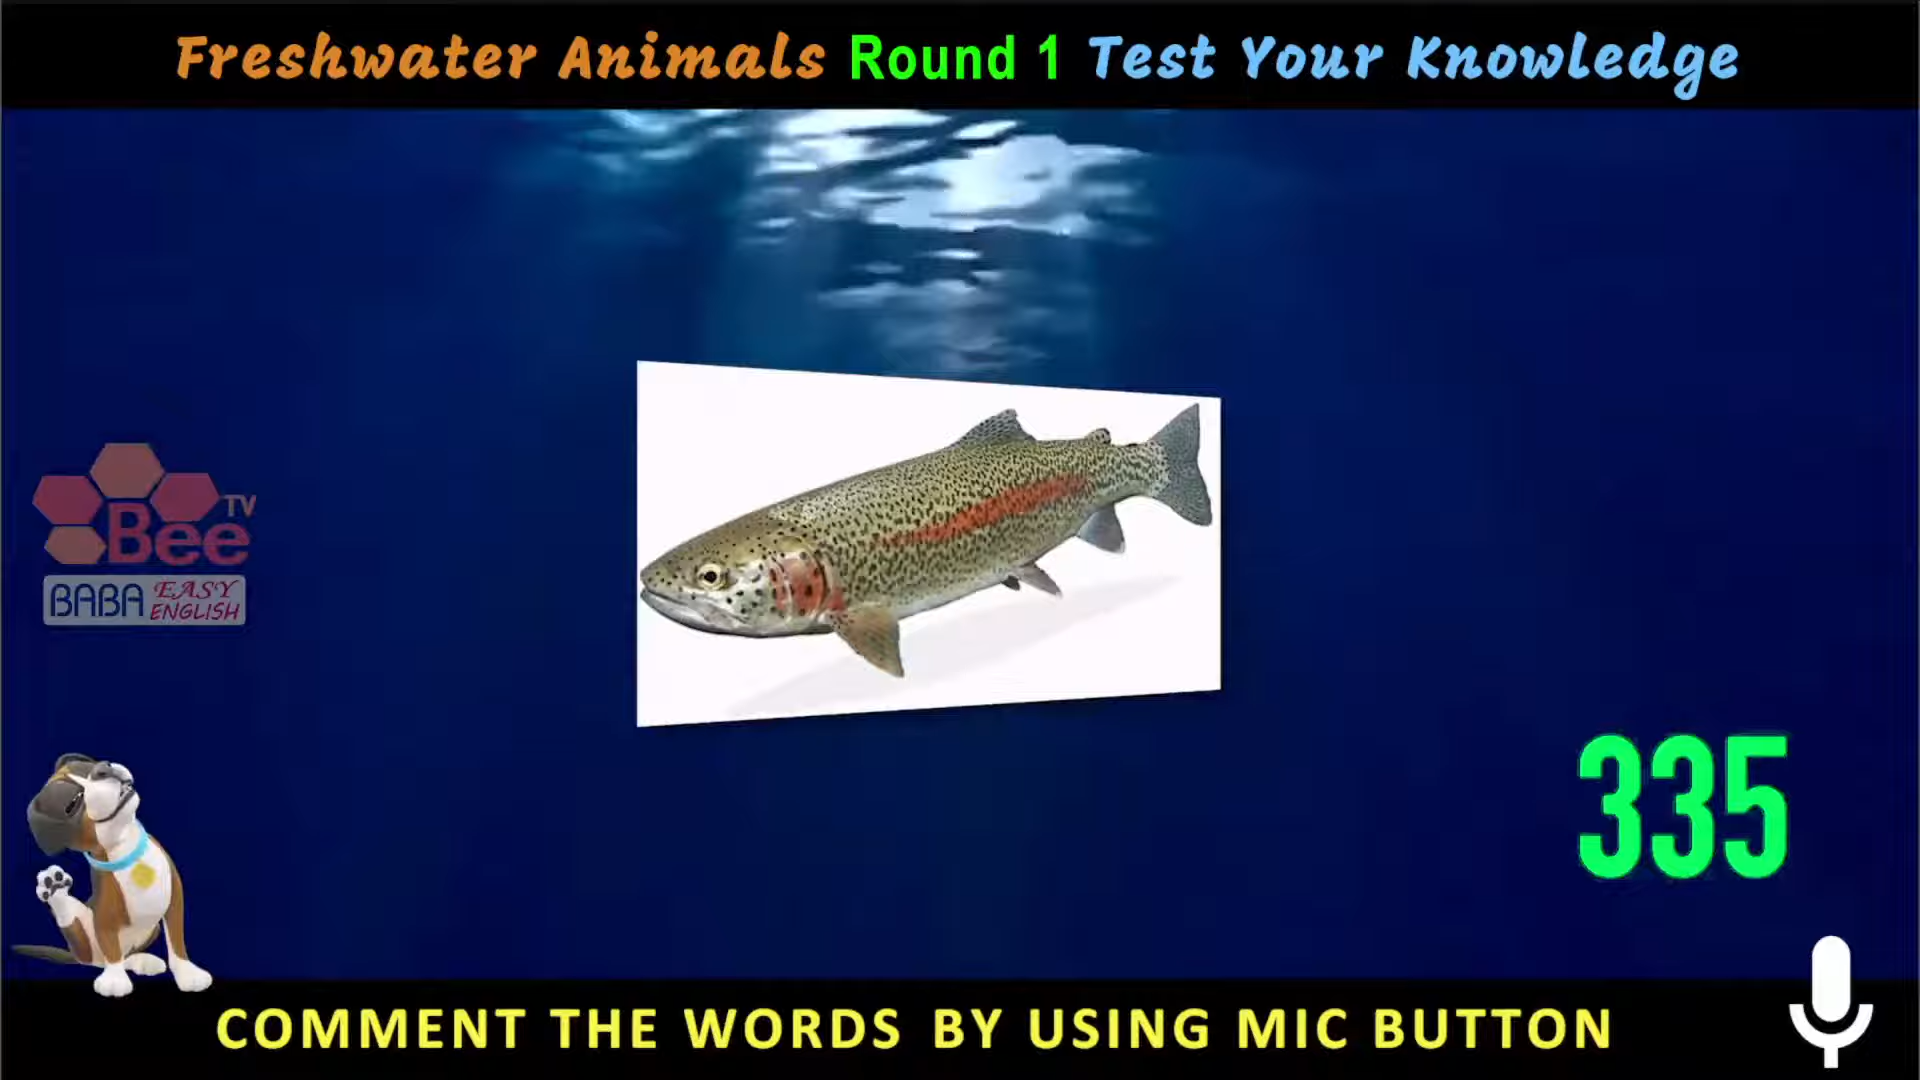 Freshwater Animals Round 1 Test Your Knowledge
Bee TV
BABA EASY ENGLISH
335
COMMENT THE WORDS BY USING MIC BUTTON